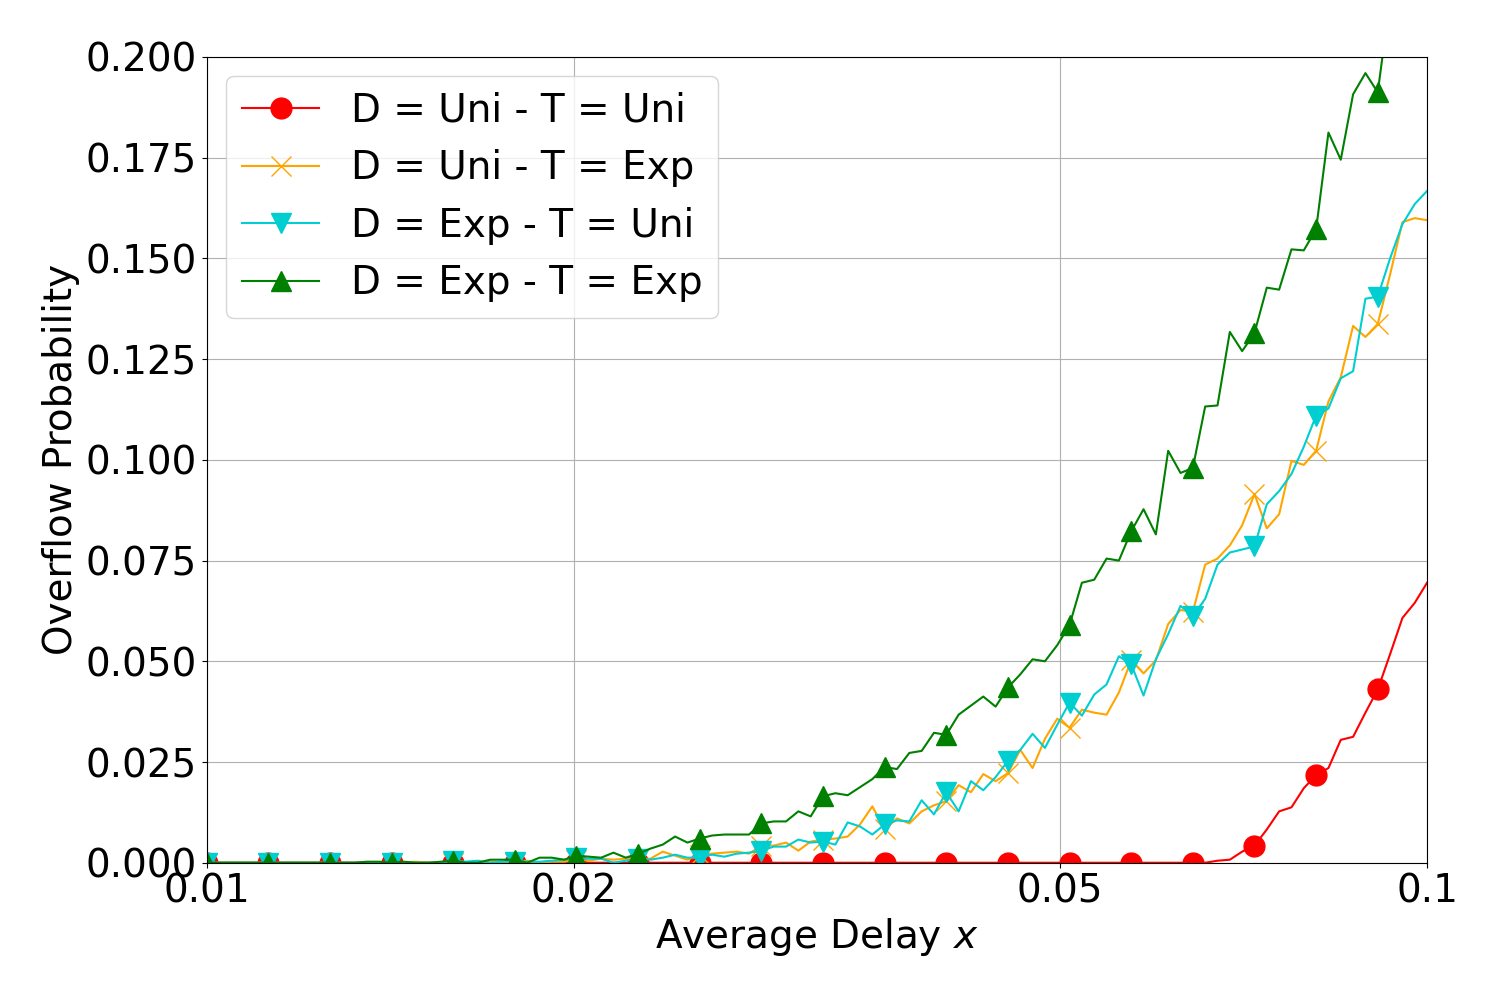 0.200
0.175
0.150
0.125
0.100
0.075
0.050
0.025
0.000
Overflow Probability
D = Uni - T = Uni
D = Uni - T = Exp
D = Exp - T = Uni
D = Exp - T = Exp
0.01 0.02 0.05 0.1
Average Delay x